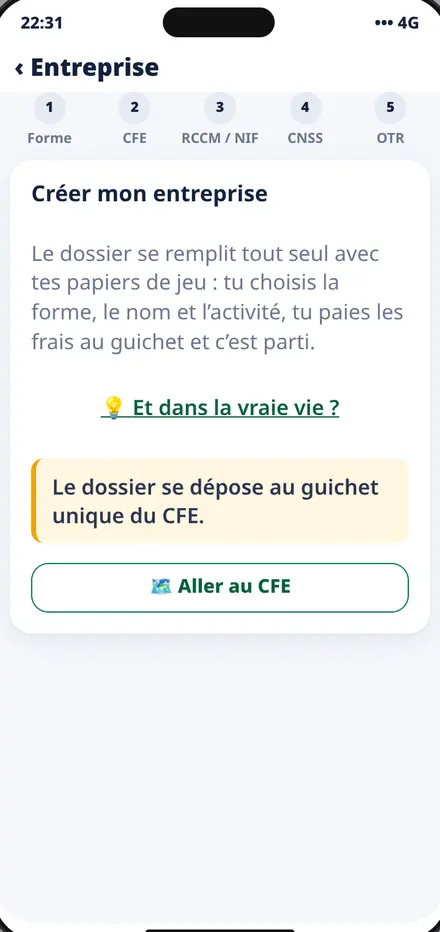 22:31
••• 4G
‹ Entreprise
1
2
3
4
5
Forme
CFE
RCCM / NIF
CNSS
OTR
Créer mon entreprise
Le dossier se remplit tout seul avec
tes papiers de jeu : tu choisis la
forme, le nom et l’activité, tu paies les
frais au guichet et c’est parti.
💡 Et dans la vraie vie ?
Le dossier se dépose au guichet
unique du CFE.
🗺️ Aller au CFE